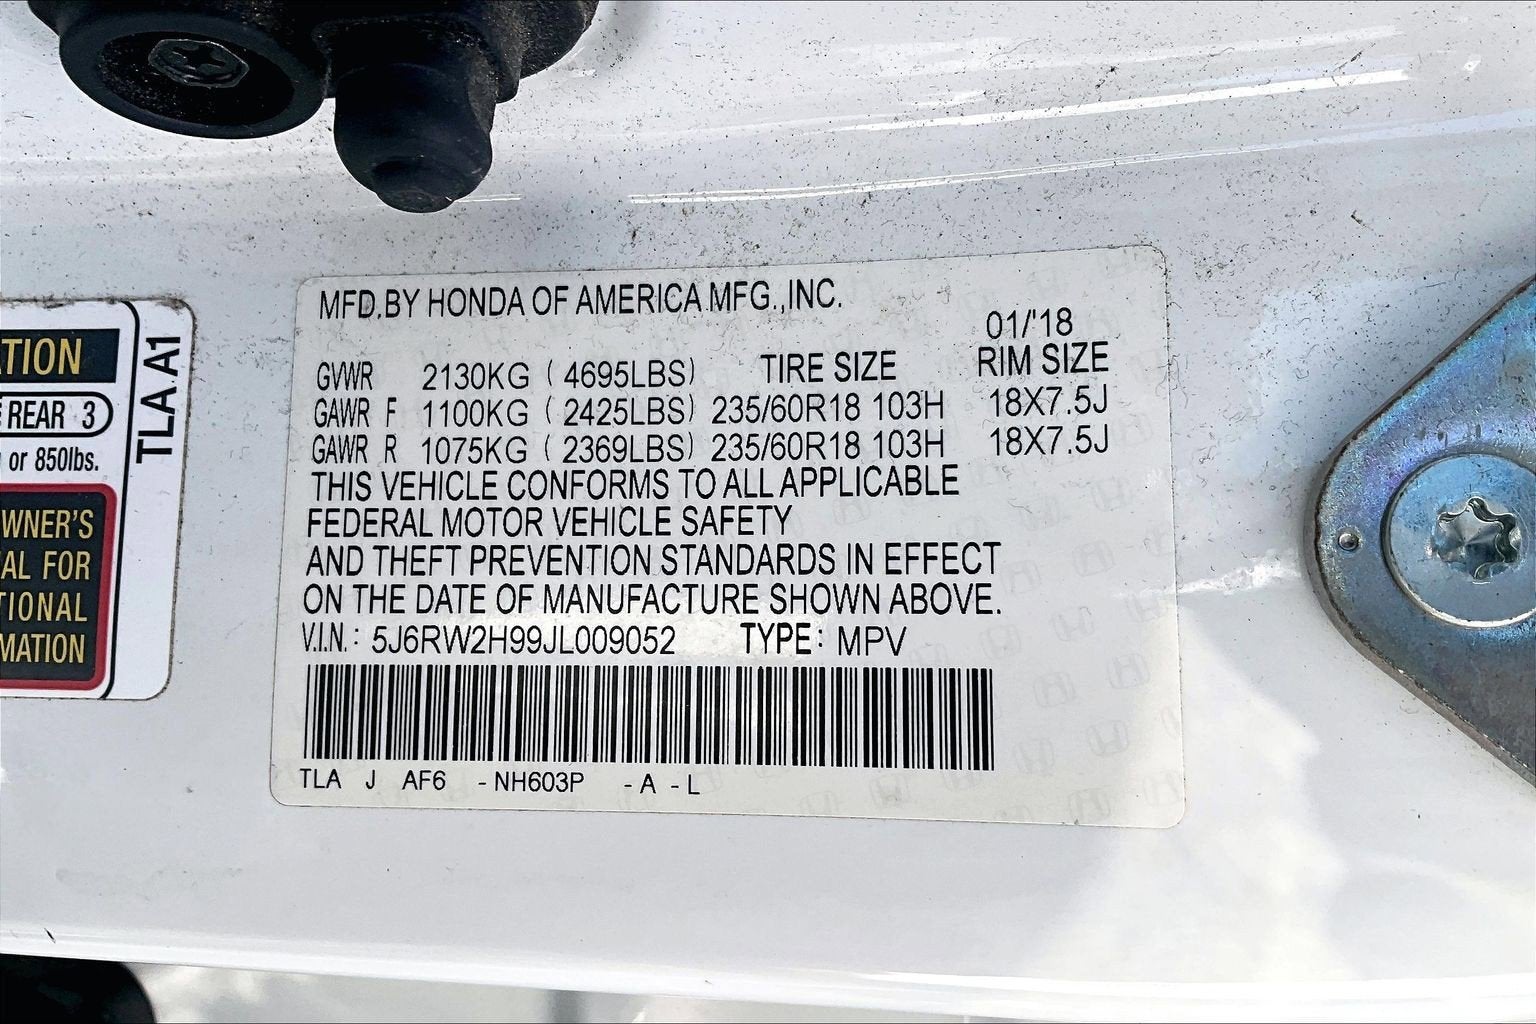 MFD.BY HONDA OF AMERICA MFG.,INC.
01/'18
GVWR 2130KG ( 4695LBS) TIRE SIZE RIM SIZE
GAWR F 1100KG ( 2425LBS) 235/60R18 103H 18X7.5J
GAWR R 1075KG ( 2369LBS) 235/60R18 103H 18X7.5J
THIS VEHICLE CONFORMS TO ALL APPLICABLE
FEDERAL MOTOR VEHICLE SAFETY
AND THEFT PREVENTION STANDARDS IN EFFECT
ON THE DATE OF MANUFACTURE SHOWN ABOVE.
V.I.N.: 5J6RW2H99JL009052 TYPE: MPV
TLA J AF6 -NH603P -A -L
TION
REAR 3
or 850lbs.
WNER'S
AL FOR
TIONAL
MATION
TLA A1